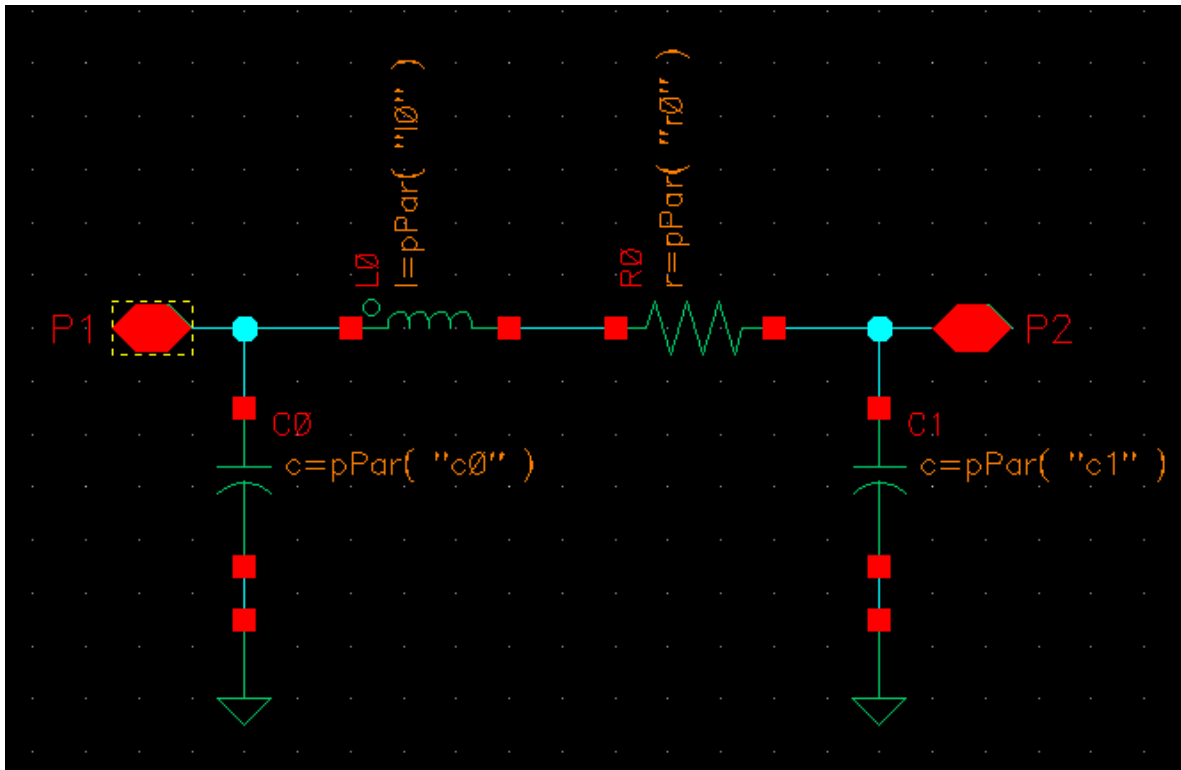 l=pPar( "l0" )
r=pPar( "r0" )
L0
R0
P1
P2
C0
c=pPar( "c0" )
C1
c=pPar( "c1" )